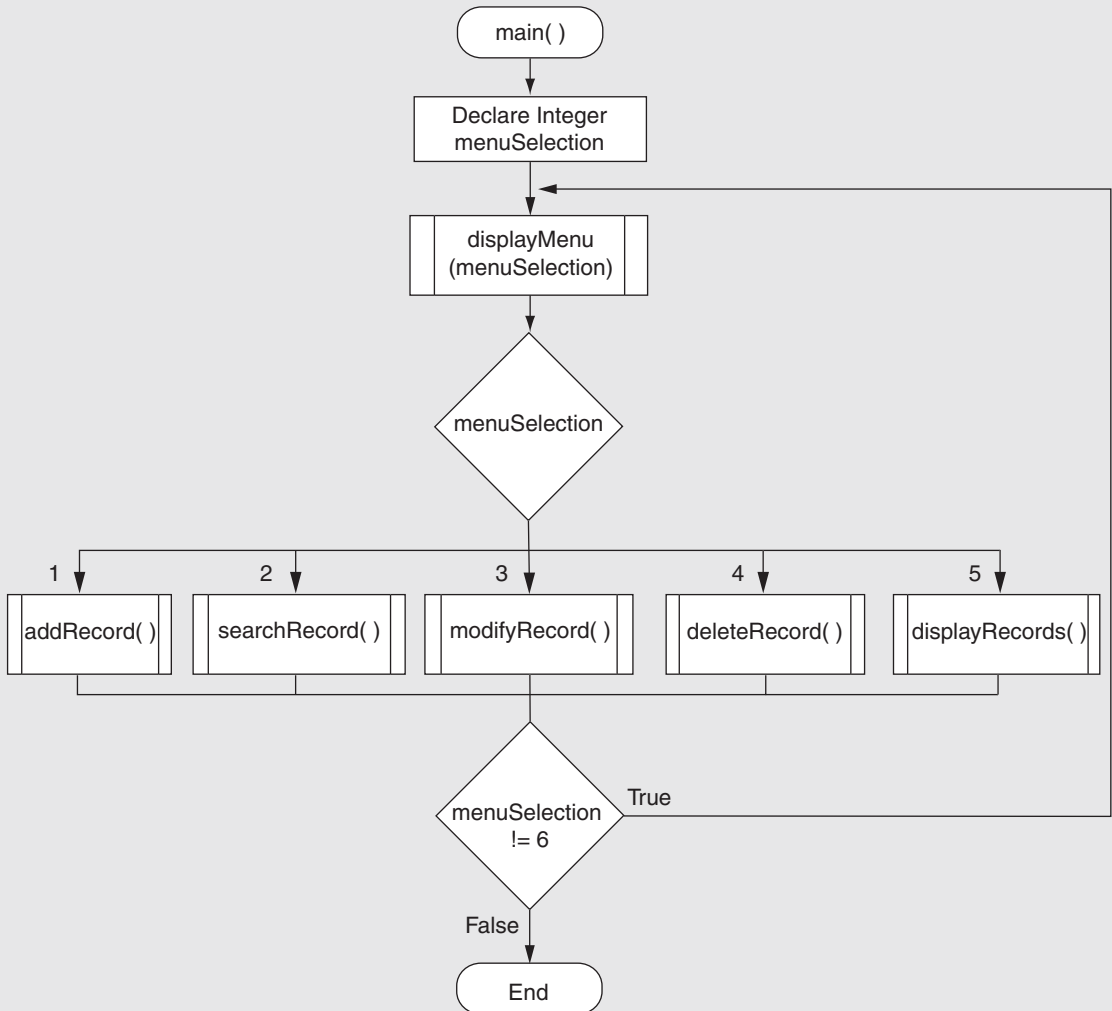 main( )
Declare Integer
menuSelection
displayMenu
(menuSelection)
menuSelection
1
2
3
4
5
addRecord( )
searchRecord( )
modifyRecord( )
deleteRecord( )
displayRecords( )
menuSelection
!= 6
True
False
End